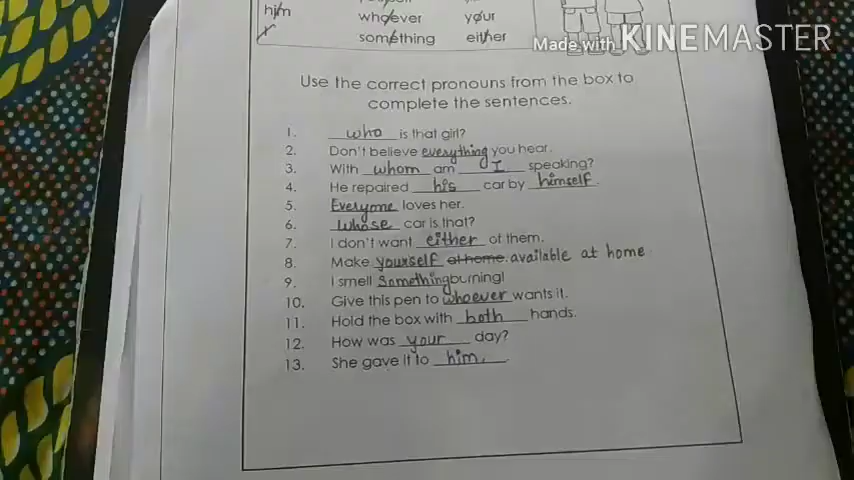 him whoever your
something either
Made with KINEMASTER
Use the correct pronouns from the box to
complete the sentences.
1. who is that girl?
2. Don't believe everything you hear.
3. With whom am I speaking?
4. He repaired his car by himself.
5. Everyone loves her.
6. whose car is that?
7. I don't want either of them.
8. Make yourself at home. available at home
9. I smell Something burning!
10. Give this pen to whoever wants it.
11. Hold the box with both hands.
12. How was your day?
13. She gave it to him.